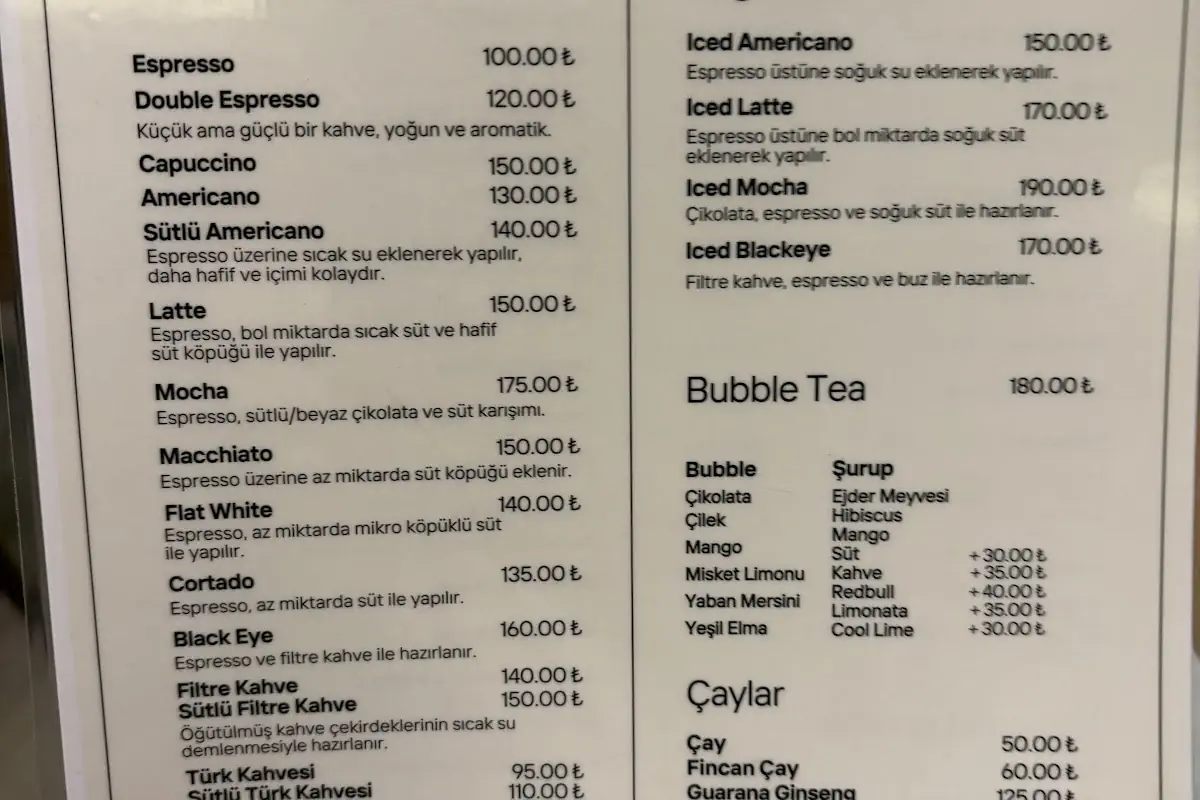 Espresso 100.00 ₺
Double Espresso 120.00 ₺
Küçük ama güçlü bir kahve, yoğun ve aromatik.
Capuccino 150.00 ₺
Americano 130.00 ₺
Sütlü Americano 140.00 ₺
Espresso üzerine sıcak su eklenerek yapılır,
daha hafif ve içimi kolaydır.
Latte 150.00 ₺
Espresso, bol miktarda sıcak süt ve hafif
süt köpüğü ile yapılır.
Mocha 175.00 ₺
Espresso, sütlü/beyaz çikolata ve süt karışımı.
Macchiato 150.00 ₺
Espresso üzerine az miktarda süt köpüğü eklenir.
Flat White 140.00 ₺
Espresso, az miktarda mikro köpüklü süt
ile yapılır.
Cortado 135.00 ₺
Espresso, az miktarda süt ile yapılır.
Black Eye 160.00 ₺
Espresso ve filtre kahve ile hazırlanır.
Filtre Kahve 140.00 ₺
Sütlü Filtre Kahve 150.00 ₺
Öğütülmüş kahve çekirdeklerinin sıcak su
demlenmesiyle hazırlanır.
Türk Kahvesi 95.00 ₺
Sütlü Türk Kahvesi 110.00 ₺
Iced Americano 150.00 ₺
Espresso üstüne soğuk su eklenerek yapılır.
Iced Latte 170.00 ₺
Espresso üstüne bol miktarda soğuk süt
eklenerek yapılır.
Iced Mocha 190.00 ₺
Çikolata, espresso ve soğuk süt ile hazırlanır.
Iced Blackeye 170.00 ₺
Filtre kahve, espresso ve buz ile hazırlanır.
Bubble Tea 180.00 ₺
Bubble
Çikolata
Çilek
Mango
Misket Limonu
Yaban Mersini
Yeşil Elma
Şurup
Ejder Meyvesi
Hibiscus
Mango
Süt +30.00 ₺
Kahve +35.00 ₺
Redbull +40.00 ₺
Limonata +35.00 ₺
Cool Lime +30.00 ₺
Çaylar
Çay 50.00 ₺
Fincan Çay 60.00 ₺
Guarana Ginseng 125.00 ₺